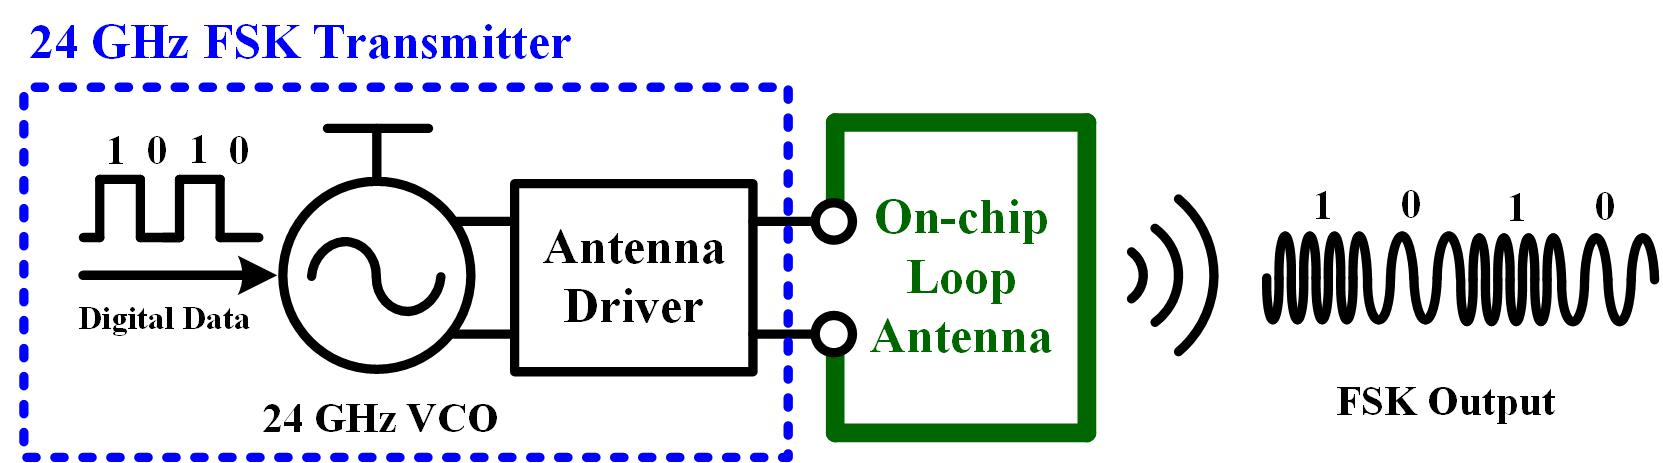 24 GHz FSK Transmitter
1 0 1 0
Digital Data
24 GHz VCO
Antenna
Driver
On-chip
Loop
Antenna
1 0 1 0
FSK Output